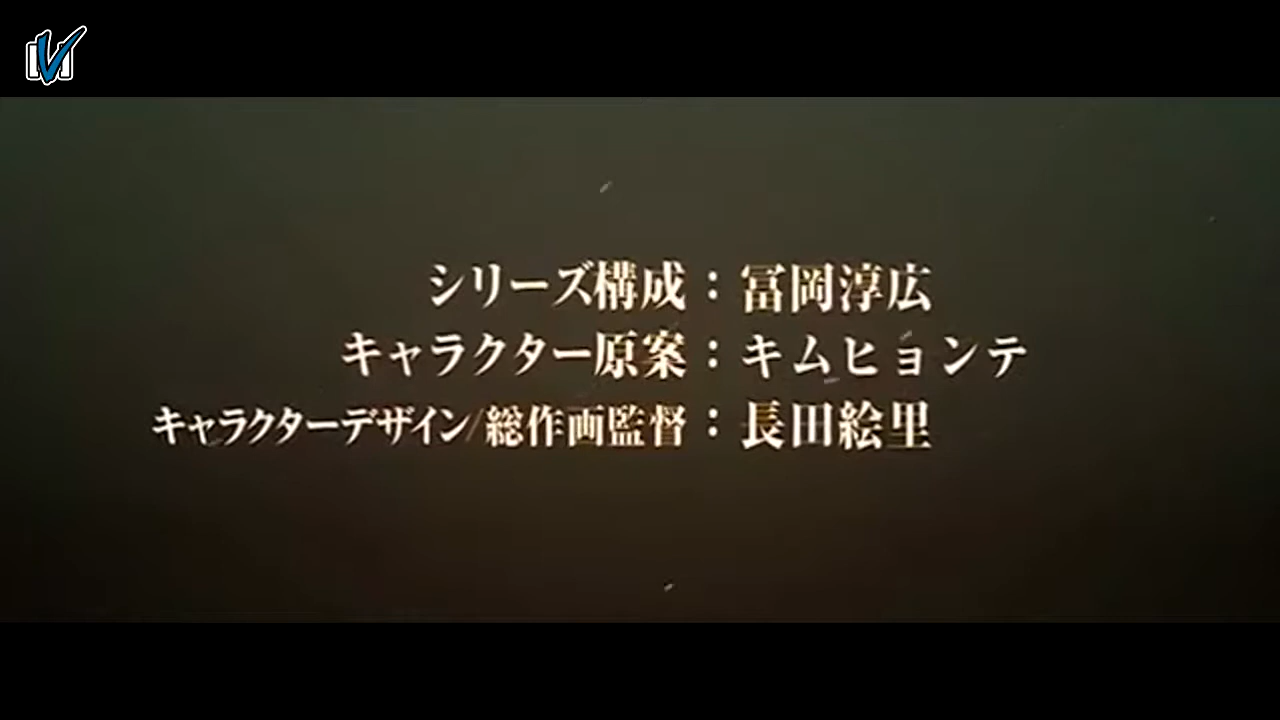 シリーズ構成：冨岡淳広
キャラクター原案：キムヒョンテ
キャラクターデザイン/総作画監督：長田絵里